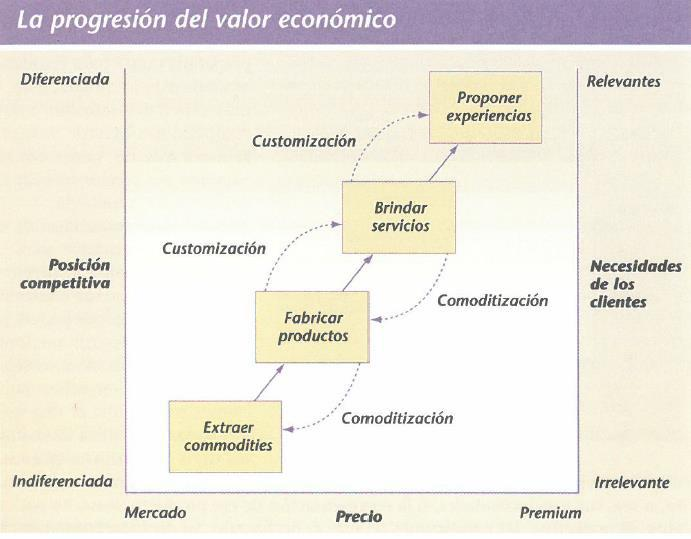 La progresión del valor económico
Diferenciada
Relevantes
Proponer
experiencias
Customización
Brindar
servicios
Customización
Posición
competitiva
Necesidades
de los
clientes
Comoditización
Fabricar
productos
Comoditización
Extraer
commodities
Indiferenciada
Irrelevante
Mercado
Precio
Premium